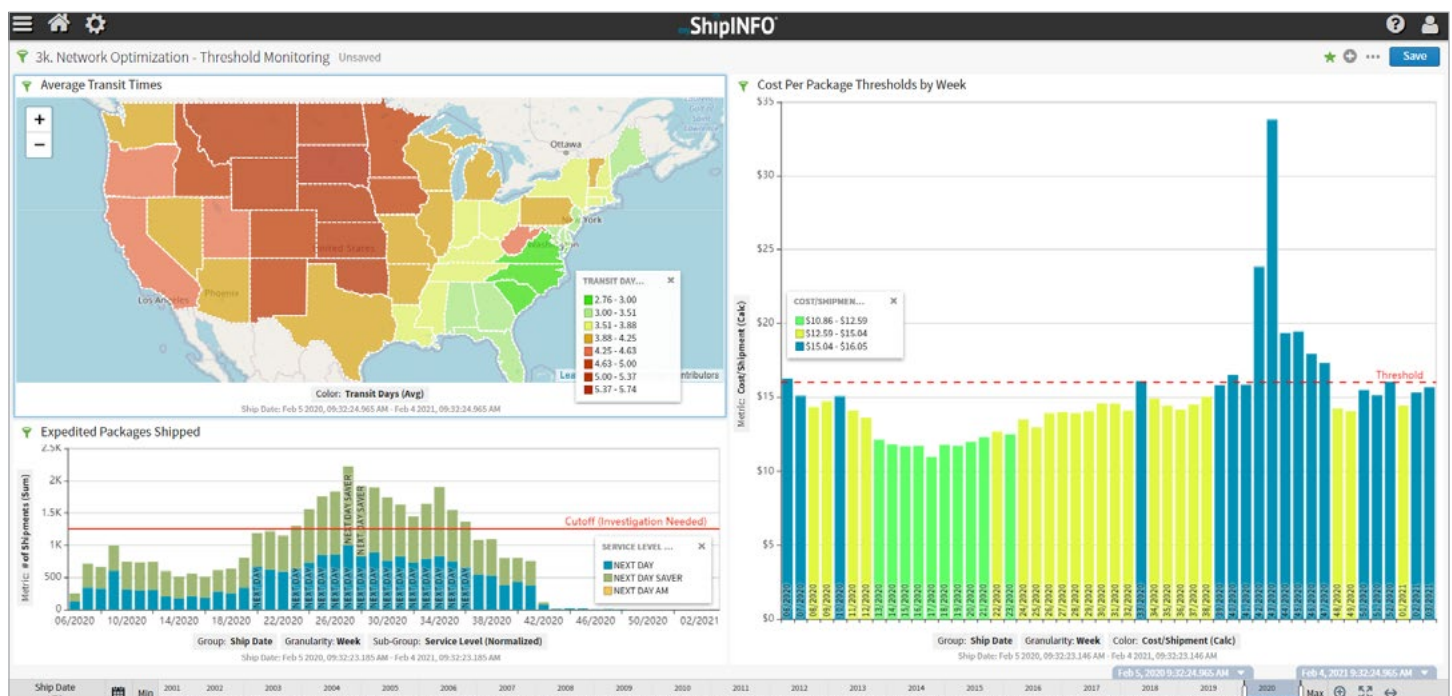 ShipINFO
3k. Network Optimization - Threshold Monitoring Unsaved
Save
Average Transit Times
+
−
Ottawa
New York
Washington
United States
Los Angeles
Phoenix
TRANSIT DAY...
2.76 - 3.00
3.00 - 3.51
3.51 - 3.88
3.88 - 4.25
4.25 - 4.63
4.63 - 5.00
5.00 - 5.37
5.37 - 5.74
Color: Transit Days (Avg)
Ship Date: Feb 5 2020, 09:32:24.965 AM - Feb 4 2021, 09:32:24.965 AM
Expedited Packages Shipped
Metric: # of Shipments (Sum)
2.5K
2K
1.5K
1K
500
0
Cutoff (Investigation Needed)
NEXT DAY SAVER
NEXT DAY SAVER
NEXT DAY
SERVICE LEVEL ...
NEXT DAY
NEXT DAY SAVER
NEXT DAY AM
06/2020 10/2020 14/2020 18/2020 22/2020 26/2020 30/2020 34/2020 38/2020 42/2020 46/2020 50/2020 02/2021
Group: Ship Date Granularity: Week Sub-Group: Service Level (Normalized)
Ship Date: Feb 5 2020, 09:32:23.185 AM - Feb 4 2021, 09:32:23.185 AM
Cost Per Package Thresholds by Week
Metric: Cost/Shipment (Calc)
$35
$30
$25
$20
$15
$10
$5
$0
COST/SHIPMEN...
$10.86 - $12.59
$12.59 - $15.04
$15.04 - $16.05
Threshold
Group: Ship Date Granularity: Week Color: Cost/Shipment (Calc)
Ship Date: Feb 5 2020, 09:32:23.146 AM - Feb 4 2021, 09:32:23.146 AM
Feb 5, 2020 9:32:24.965 AM
Feb 4, 2021 9:32:24.965 AM
Ship Date
Min 2001 2002 2003 2004 2005 2006 2007 2008 2009 2010 2011 2012 2013 2014 2015 2016 2017 2018 2019 2020 Max